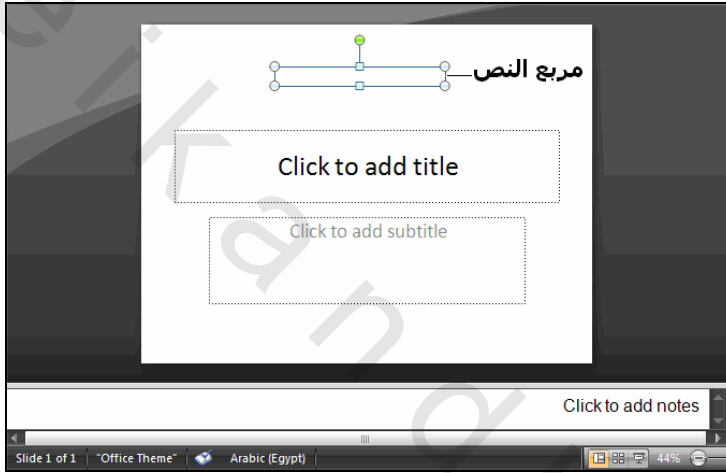 مربع النص
Click to add title
Click to add subtitle
Click to add notes
Slide 1 of 1 "Office Theme" Arabic (Egypt) 44%